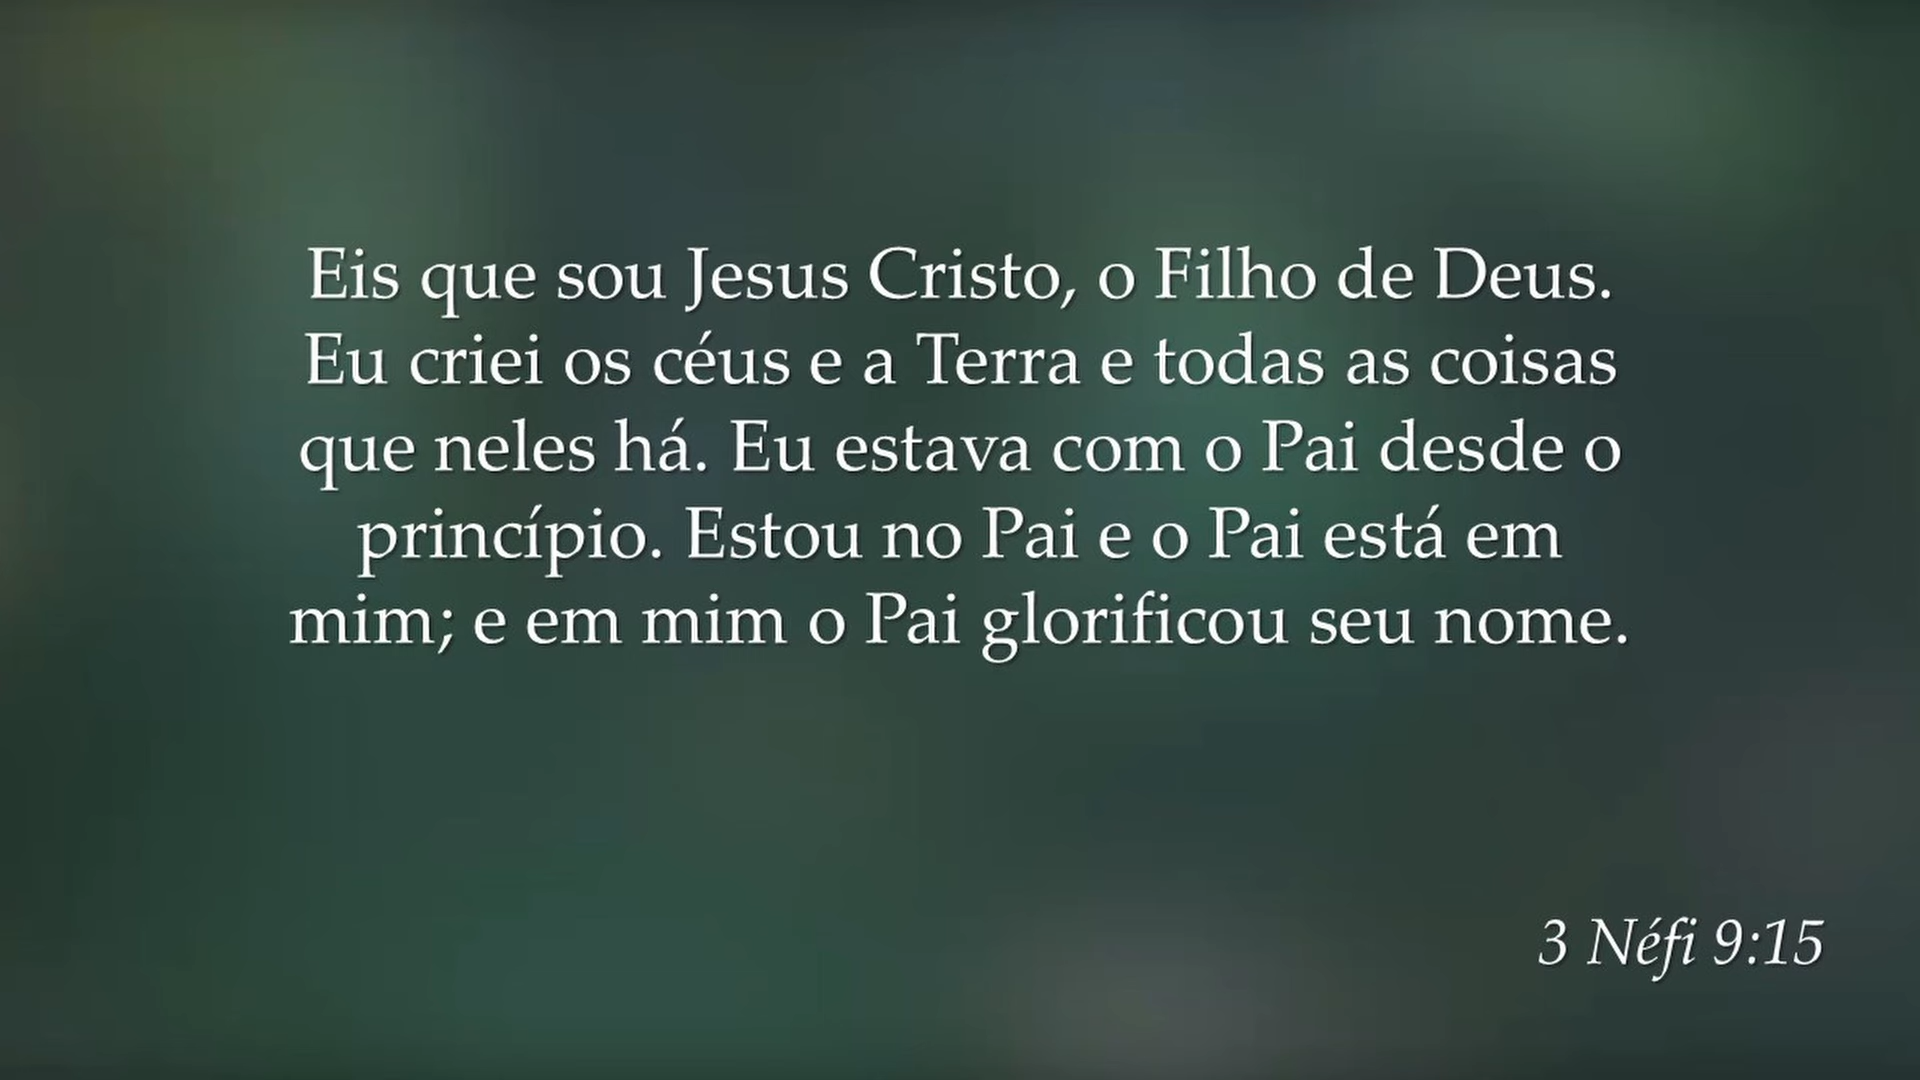 Eis que sou Jesus Cristo, o Filho de Deus.
Eu criei os céus e a Terra e todas as coisas
que neles há. Eu estava com o Pai desde o
princípio. Estou no Pai e o Pai está em
mim; e em mim o Pai glorificou seu nome.
3 Néfi 9:15